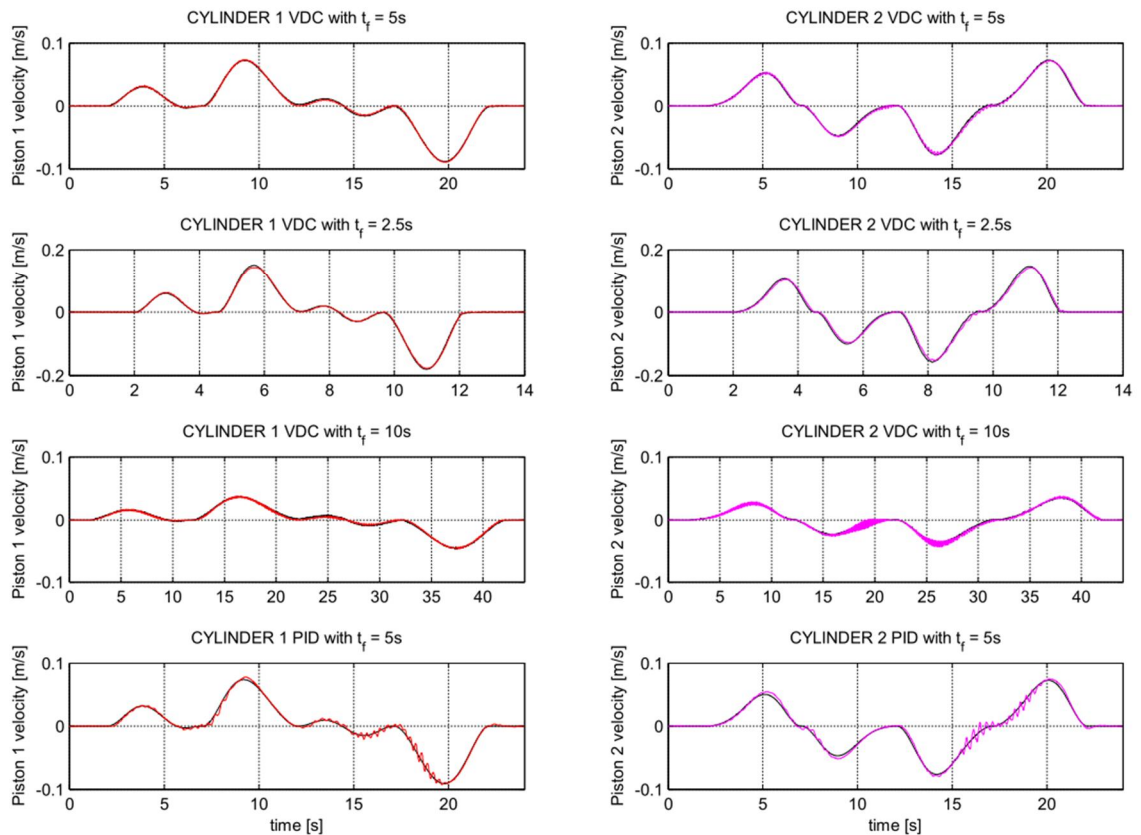 CYLINDER 1 VDC with t_f = 5s
Piston 1 velocity [m/s]
0.1
0
-0.1
0 5 10 15 20
CYLINDER 2 VDC with t_f = 5s
Piston 2 velocity [m/s]
0.1
0
-0.1
0 5 10 15 20
CYLINDER 1 VDC with t_f = 2.5s
Piston 1 velocity [m/s]
0.2
0
-0.2
0 2 4 6 8 10 12 14
CYLINDER 2 VDC with t_f = 2.5s
Piston 2 velocity [m/s]
0.2
0
-0.2
0 2 4 6 8 10 12 14
CYLINDER 1 VDC with t_f = 10s
Piston 1 velocity [m/s]
0.1
0
-0.1
0 5 10 15 20 25 30 35 40
CYLINDER 2 VDC with t_f = 10s
Piston 2 velocity [m/s]
0.1
0
-0.1
0 5 10 15 20 25 30 35 40
CYLINDER 1 PID with t_f = 5s
Piston 1 velocity [m/s]
0.1
0
-0.1
0 5 10 15 20
time [s]
CYLINDER 2 PID with t_f = 5s
Piston 2 velocity [m/s]
0.1
0
-0.1
0 5 10 15 20
time [s]